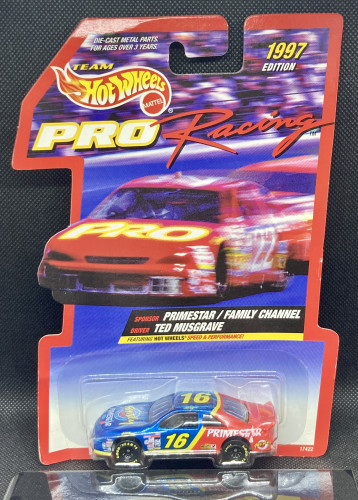 DIE-CAST METAL PARTS.
FOR AGES OVER 3 YEARS.
1997
EDITION
TEAM
Hot Wheels
MATTEL
PRO Racing
PRO
SPONSOR PRIMESTAR / FAMILY CHANNEL
DRIVER TED MUSGRAVE
FEATURING HOT WHEELS SPEED & PERFORMANCE!
16
16
PRIMESTAR